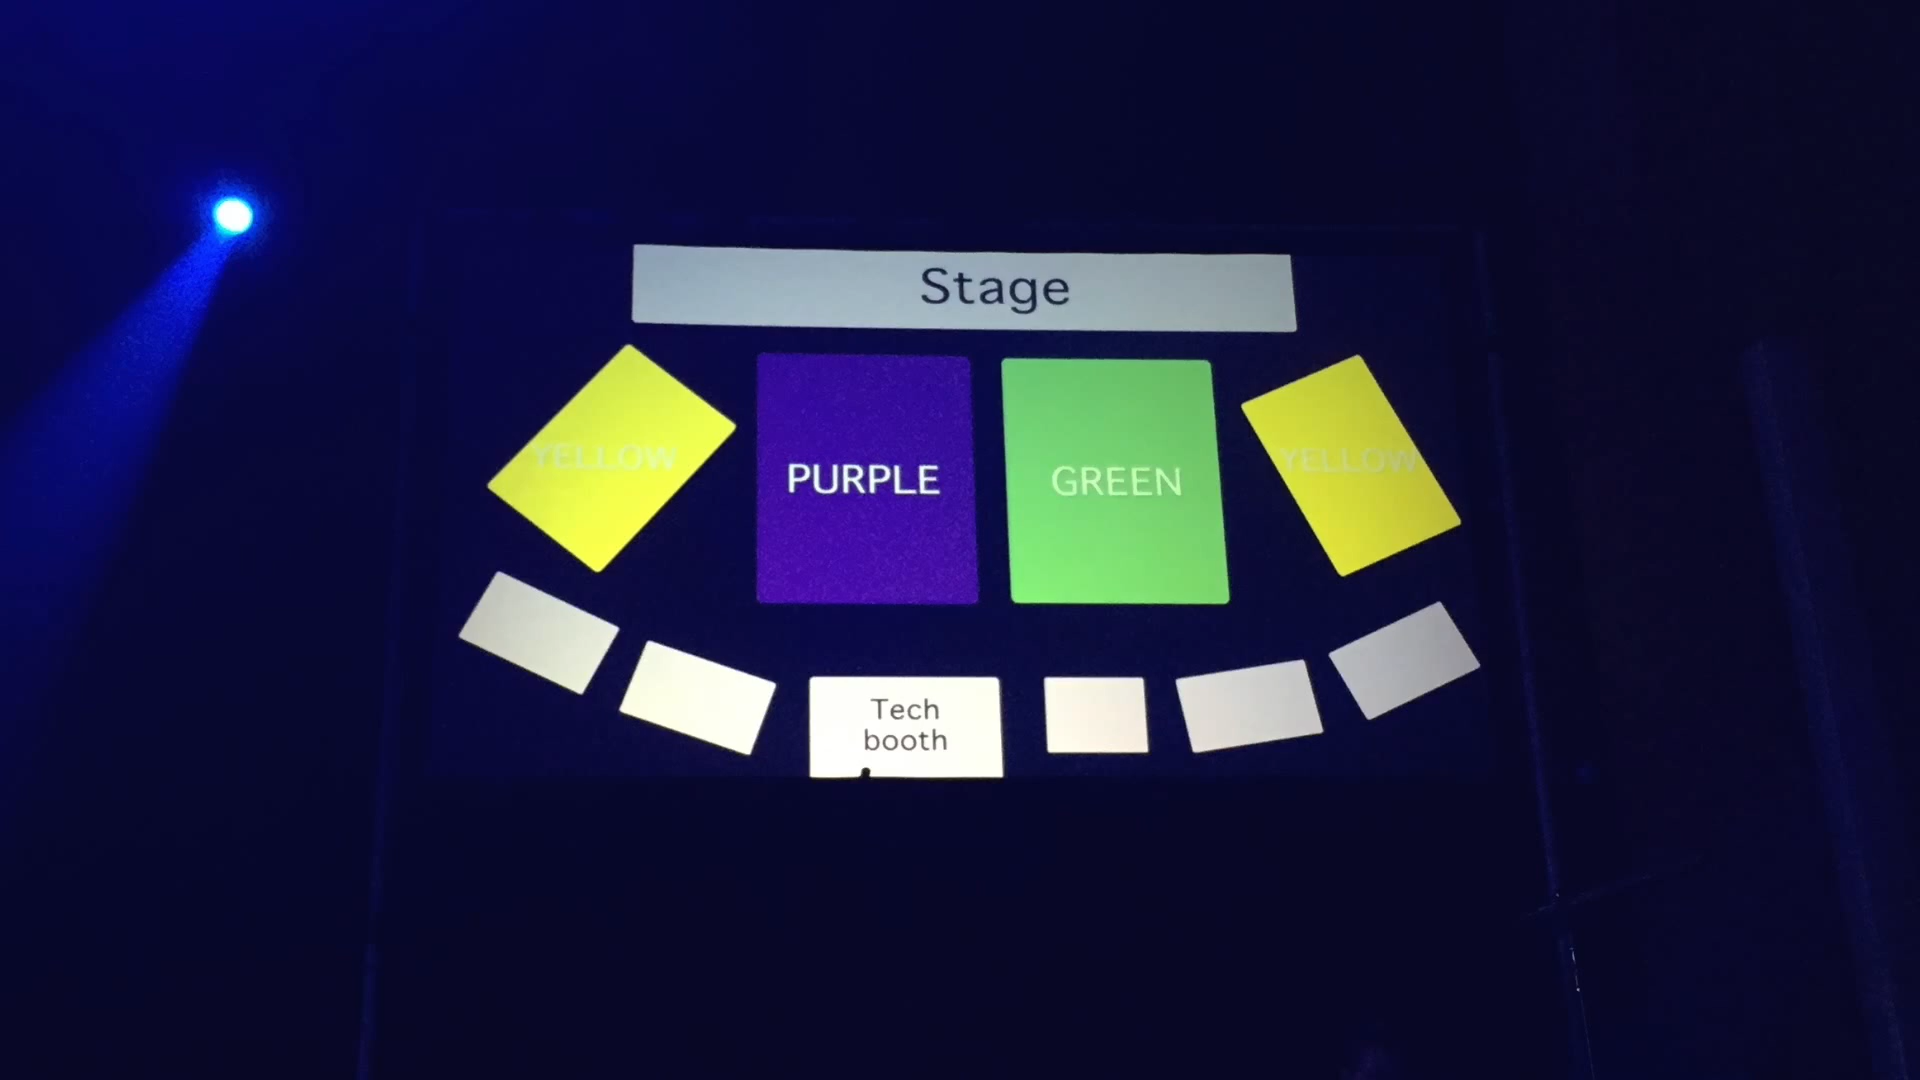 Stage
YELLOW
PURPLE
GREEN
YELLOW
Tech
booth